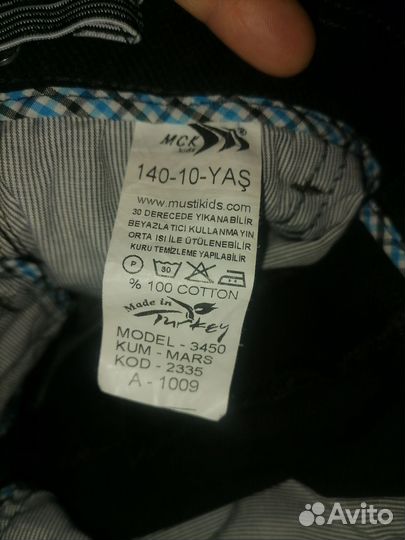 MCK
kids
®
140-10-YAŞ
www.mustikids.com
30 DERECEDE YIKANABİLİR
BEYAZLATICI KULLANMAYIN
ORTA ISI İLE ÜTÜLENEBİLİR
KURU TEMİZLEME YAPILABİLİR
P 30
% 100 COTTON
Made in
Turkey
MODEL - 3450
KUM - MARS
KOD - 2335
A - 1009
Avito